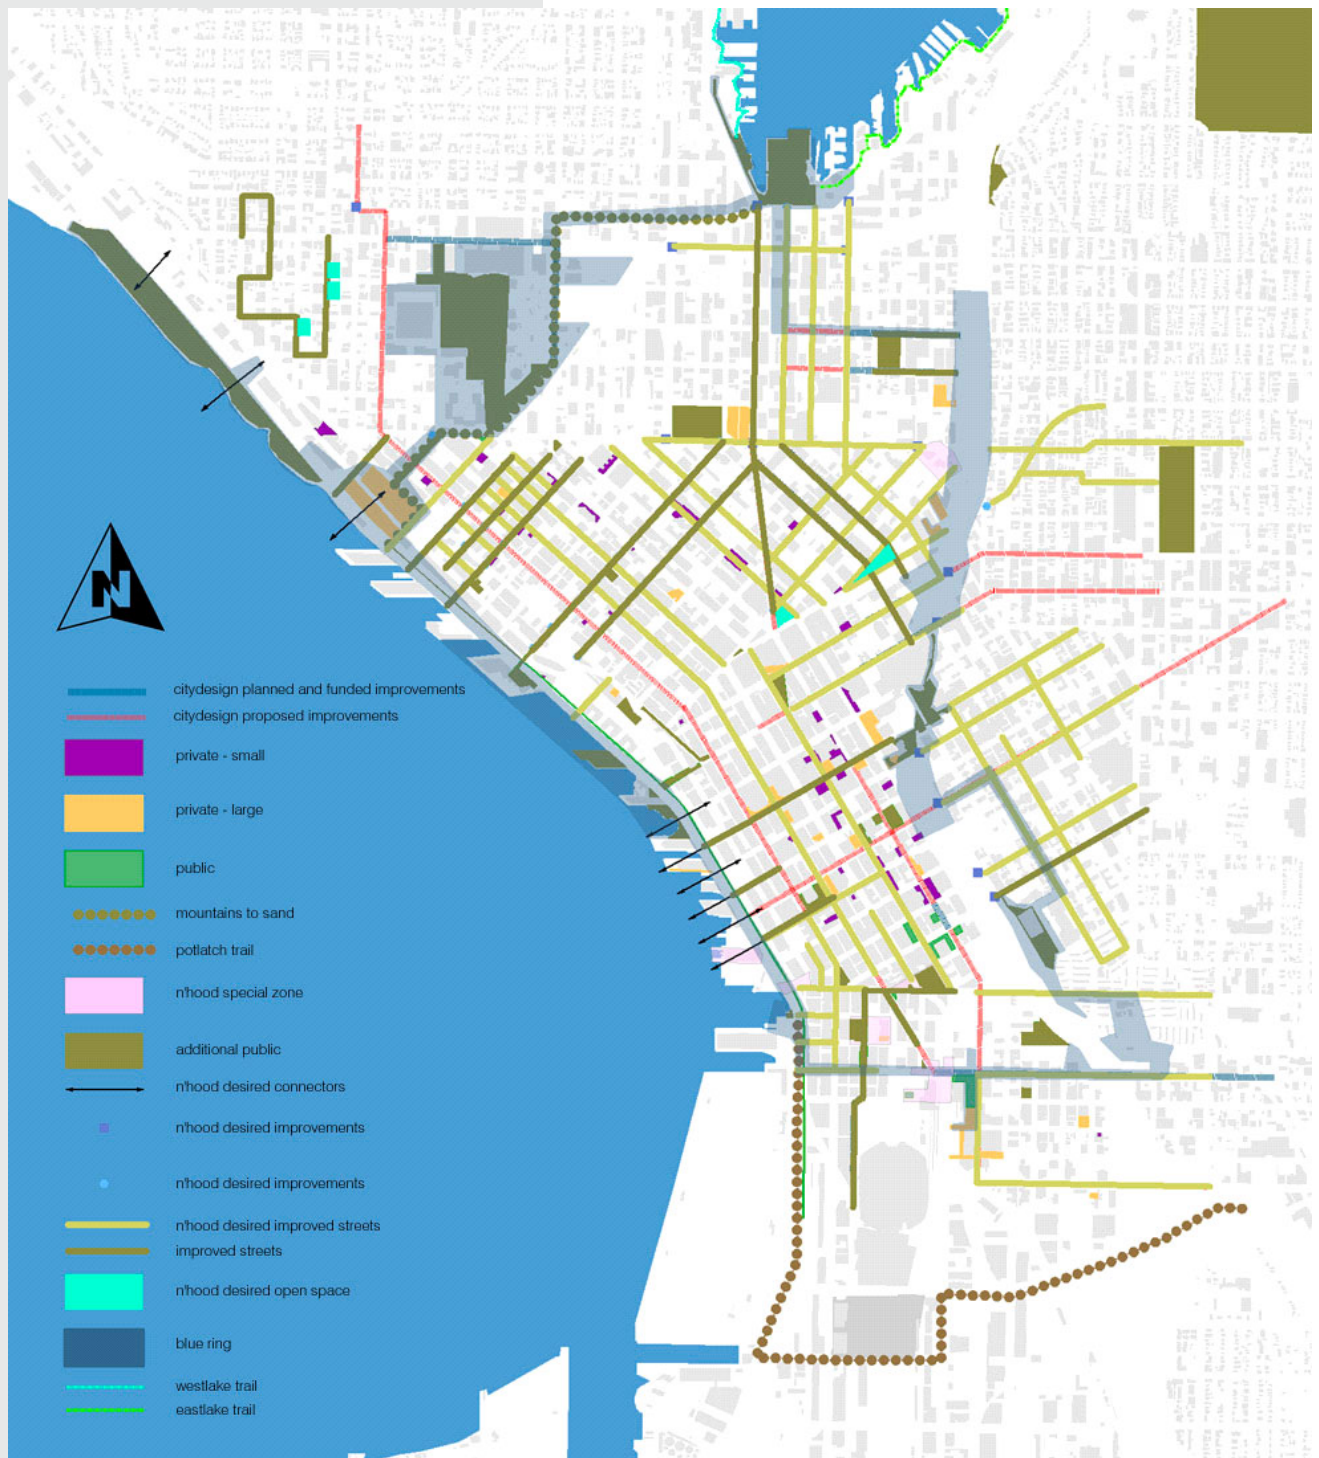 N
citydesign planned and funded improvements
citydesign proposed improvements
private - small
private - large
public
mountains to sand
potlatch trail
n'hood special zone
additional public
n'hood desired connectors
n'hood desired improvements
n'hood desired improvements
n'hood desired improved streets
improved streets
n'hood desired open space
blue ring
westlake trail
eastlake trail